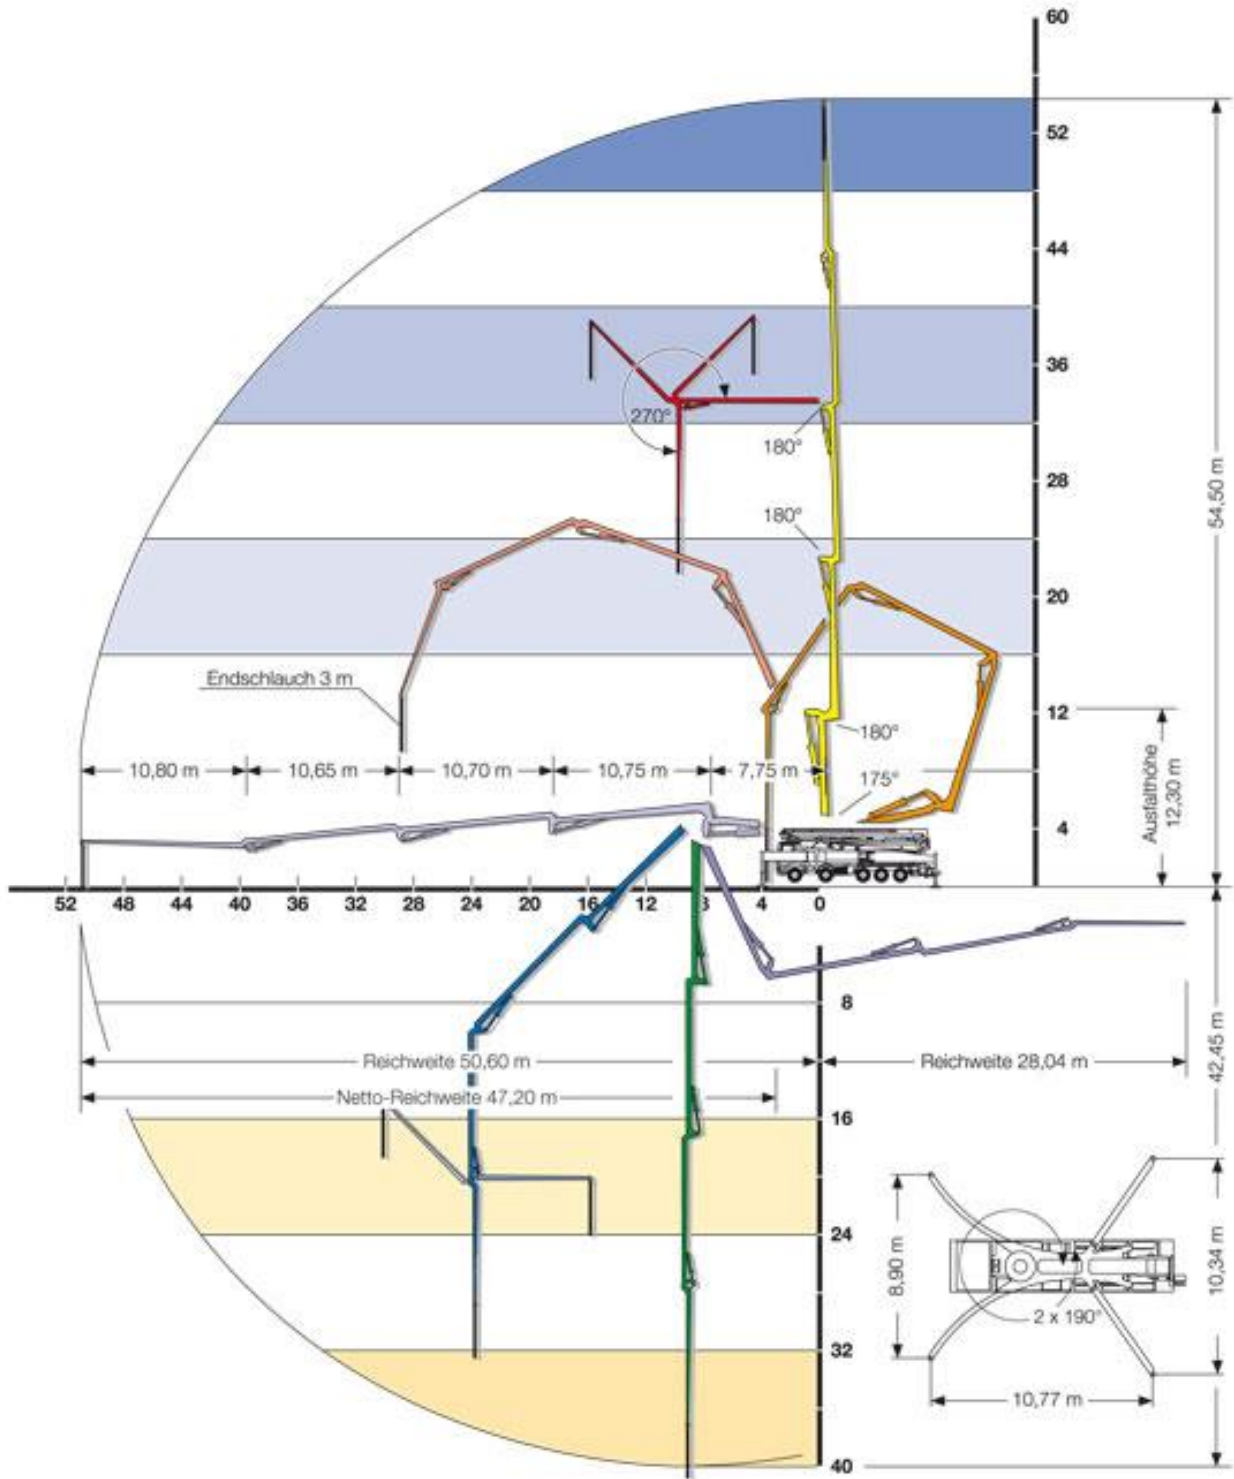 60
52
44
36
270°
180°
28
54,50 m
180°
20
Endschlauch 3 m
12
180°
10,80 m
10,65 m
10,70 m
10,75 m
7,75 m
175°
Ausfalthöhe
12,30 m
4
52 48 44 40 36 32 28 24 20 16 12 8 4 0
8
Reichweite 50,60 m
Reichweite 28,04 m
42,45 m
Netto-Reichweite 47,20 m
16
24
8,90 m
10,34 m
2 x 190°
32
10,77 m
40